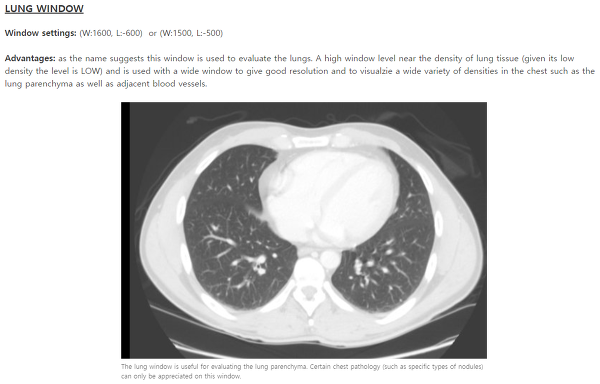 LUNG WINDOW
Window settings: (W:1600, L:-600)  or (W:1500, L:-500)
Advantages: as the name suggests this window is used to evaluate the lungs. A high window level near the density of lung tissue (given its low
density the level is LOW) and is used with a wide window to give good resolution and to visualzie a wide variety of densities in the chest such as the
lung parenchyma as well as adjacent blood vessels.
The lung window is useful for evaluating the lung parenchyma. Certain chest pathology (such as specific types of nodules)
can only be appreciated on this window.